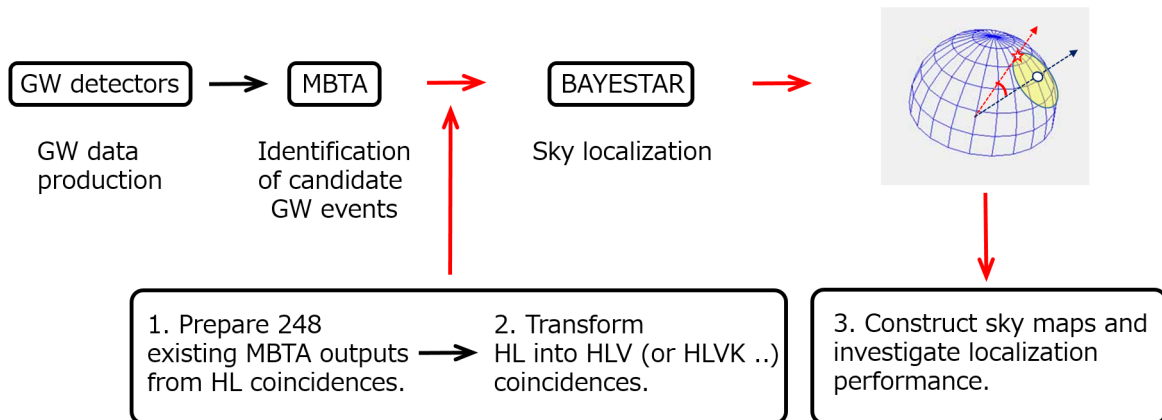 GW detectors
MBTA
BAYESTAR
GW data
production
Identification
of candidate
GW events
Sky localization
1. Prepare 248
existing MBTA outputs
from HL coincidences.
2. Transform
HL into HLV (or HLVK ..)
coincidences.
3. Construct sky maps and
investigate localization
performance.